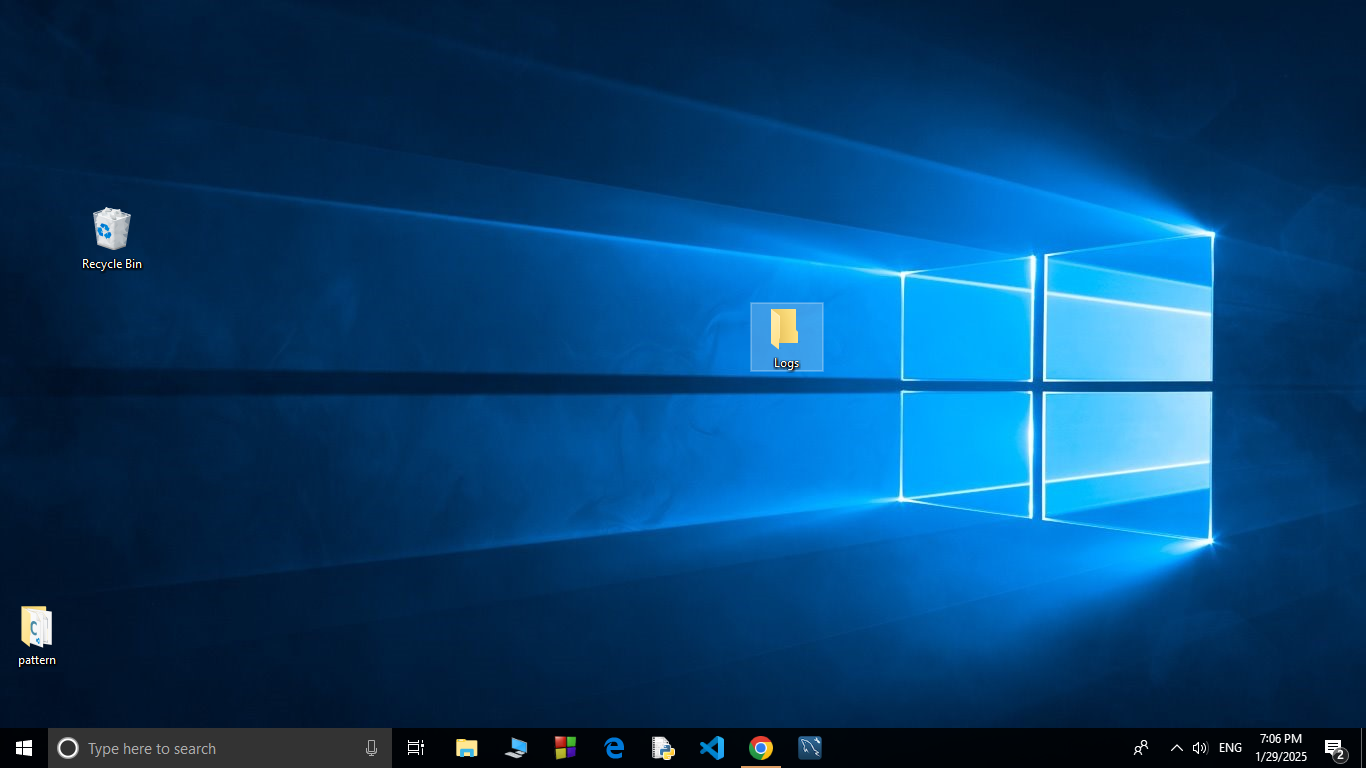 Recycle Bin
Logs
pattern
Type here to search
ENG
7:06 PM
1/29/2025
2